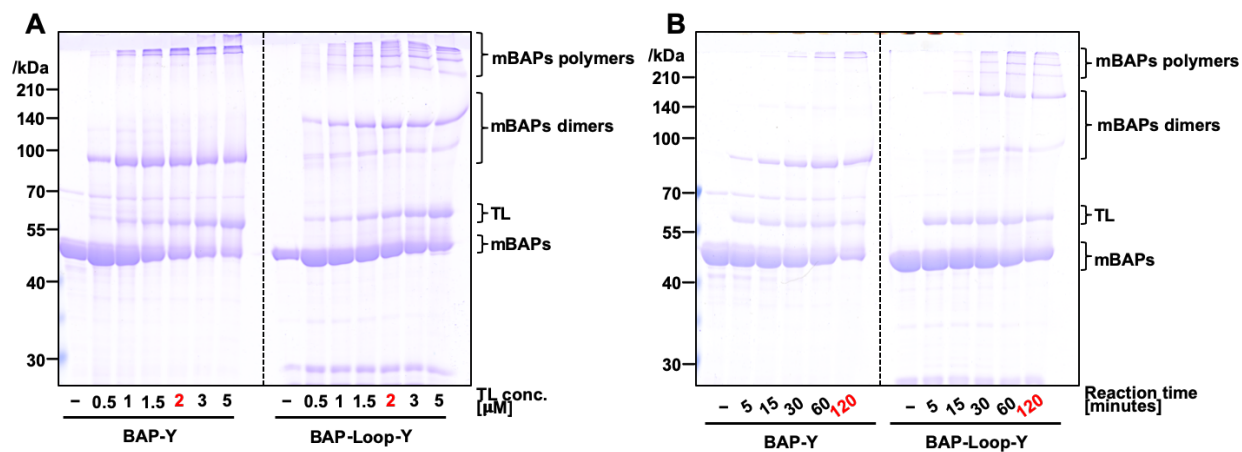 A
/kDa
210
140
100
70
55
40
30
mBAPs polymers
mBAPs dimers
TL
mBAPs
– 0.5 1 1.5 2 3 5 – 0.5 1 1.5 2 3 5
TL conc.
[μM]
BAP-Y BAP-Loop-Y
B
/kDa
210
140
100
70
55
40
30
mBAPs polymers
mBAPs dimers
TL
mBAPs
– 5 15 30 60 120 – 5 15 30 60 120
Reaction time
[minutes]
BAP-Y BAP-Loop-Y